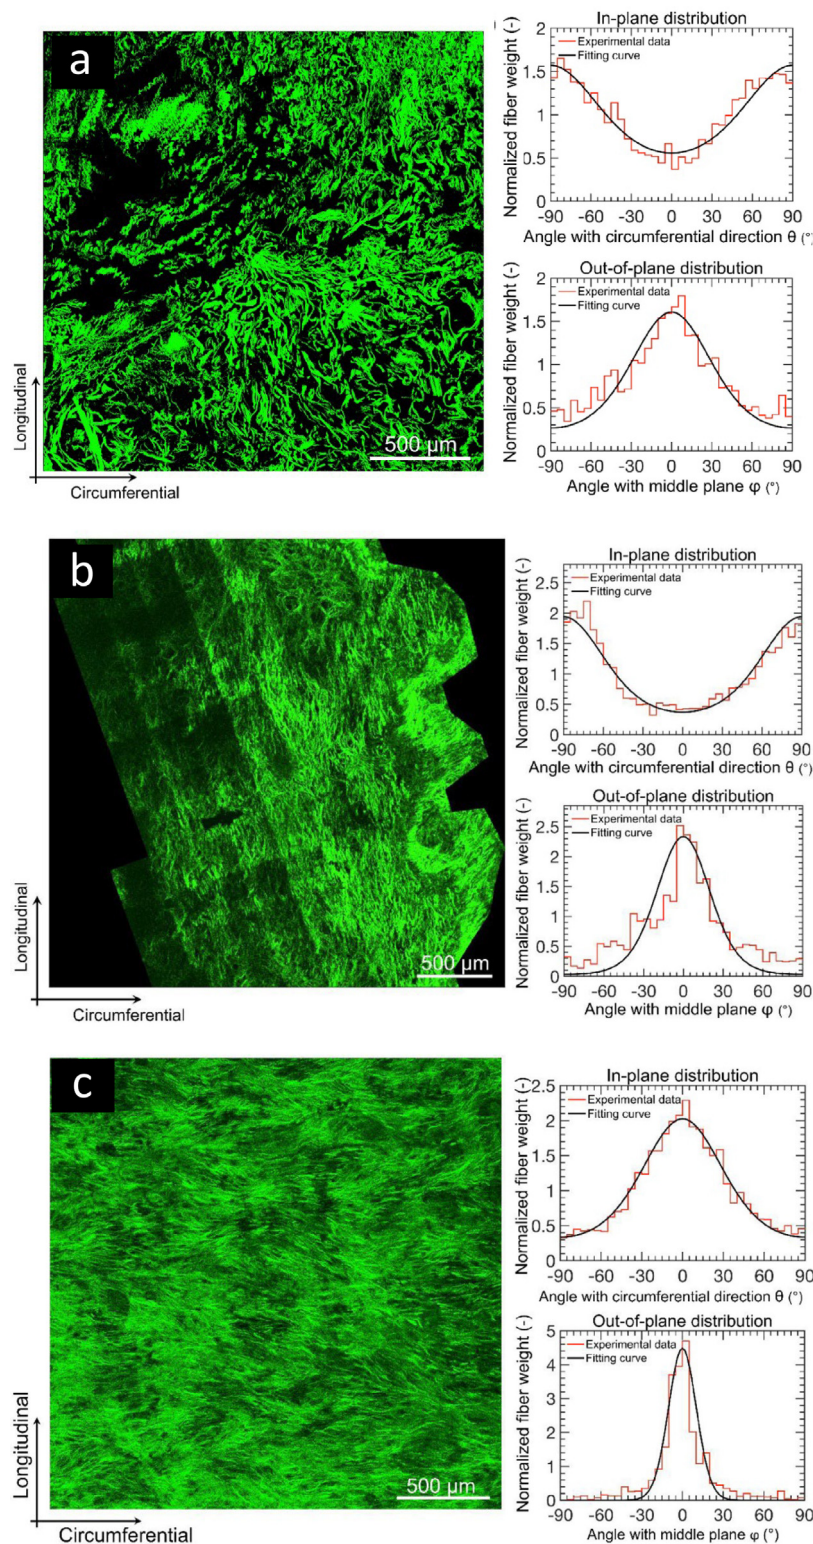 a
Longitudinal
500 µm
Circumferential
In-plane distribution
Normalized fiber weight (-)
Experimental data
Fitting curve
2
1.5
1
0.5
0
-90 -60 -30 0 30 60 90
Angle with circumferential direction θ (°)
Out-of-plane distribution
Normalized fiber weight (-)
Experimental data
Fitting curve
2
1.5
1
0.5
0
-90 -60 -30 0 30 60 90
Angle with middle plane φ (°)
b
Longitudinal
500 µm
Circumferential
In-plane distribution
Normalized fiber weight (-)
Experimental data
Fitting curve
2.5
2
1.5
1
0.5
0
-90 -60 -30 0 30 60 90
Angle with circumferential direction θ (°)
Out-of-plane distribution
Normalized fiber weight (-)
Experimental data
Fitting curve
2.5
2
1.5
1
0.5
0
-90 -60 -30 0 30 60 90
Angle with middle plane φ (°)
c
Longitudinal
500 µm
Circumferential
In-plane distribution
Normalized fiber weight (-)
Experimental data
Fitting curve
2.5
2
1.5
1
0.5
0
-90 -60 -30 0 30 60 90
Angle with circumferential direction θ (°)
Out-of-plane distribution
Normalized fiber weight (-)
Experimental data
Fitting curve
5
4
3
2
1
0
-90 -60 -30 0 30 60 90
Angle with middle plane φ (°)